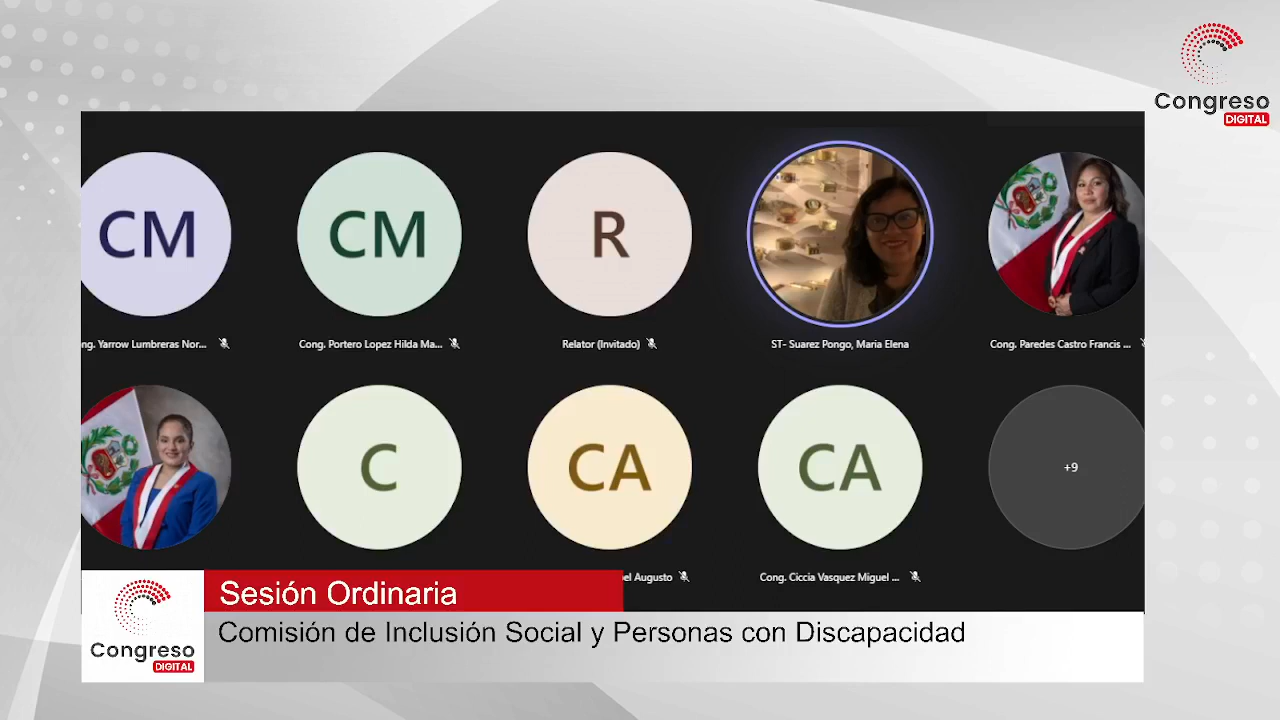 Congreso
DIGITAL
CM
CM
R
ng. Yarrow Lumbreras Nor...
Cong. Portero Lopez Hilda Ma...
Relator (Invitado)
ST- Suarez Pongo, Maria Elena
Cong. Paredes Castro Francis ...
C
CA
CA
+9
el Augusto
Cong. Ciccia Vasquez Miguel ...
Sesión Ordinaria
Comisión de Inclusión Social y Personas con Discapacidad
Congreso
DIGITAL